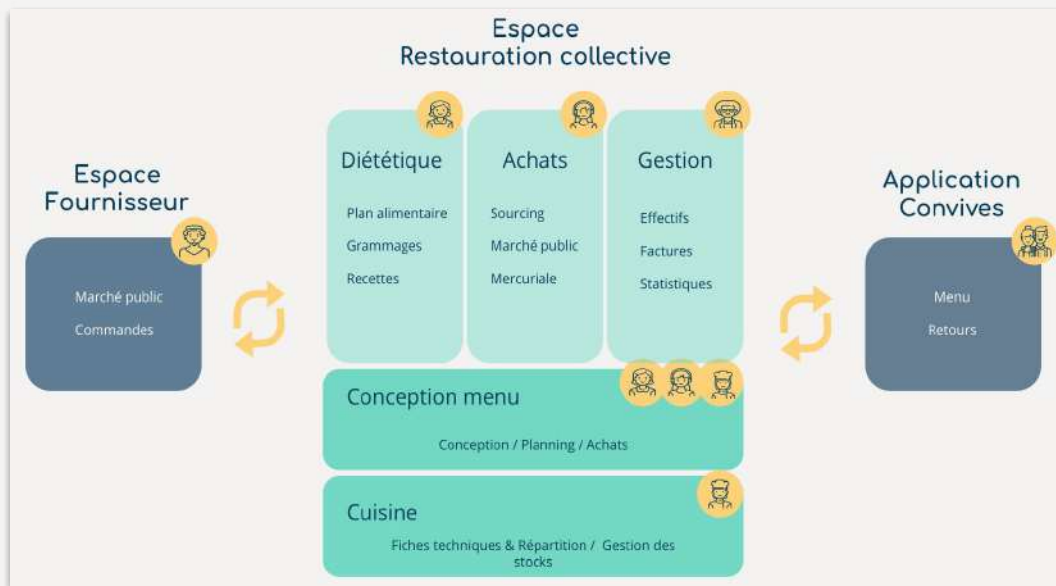 Espace
Restauration collective
Espace
Fournisseur
Marché public
Commandes
Diététique
Plan alimentaire
Grammages
Recettes
Achats
Sourcing
Marché public
Mercuriale
Gestion
Effectifs
Factures
Statistiques
Conception menu
Conception / Planning / Achats
Cuisine
Fiches techniques & Répartition / Gestion des
stocks
Application
Convives
Menu
Retours